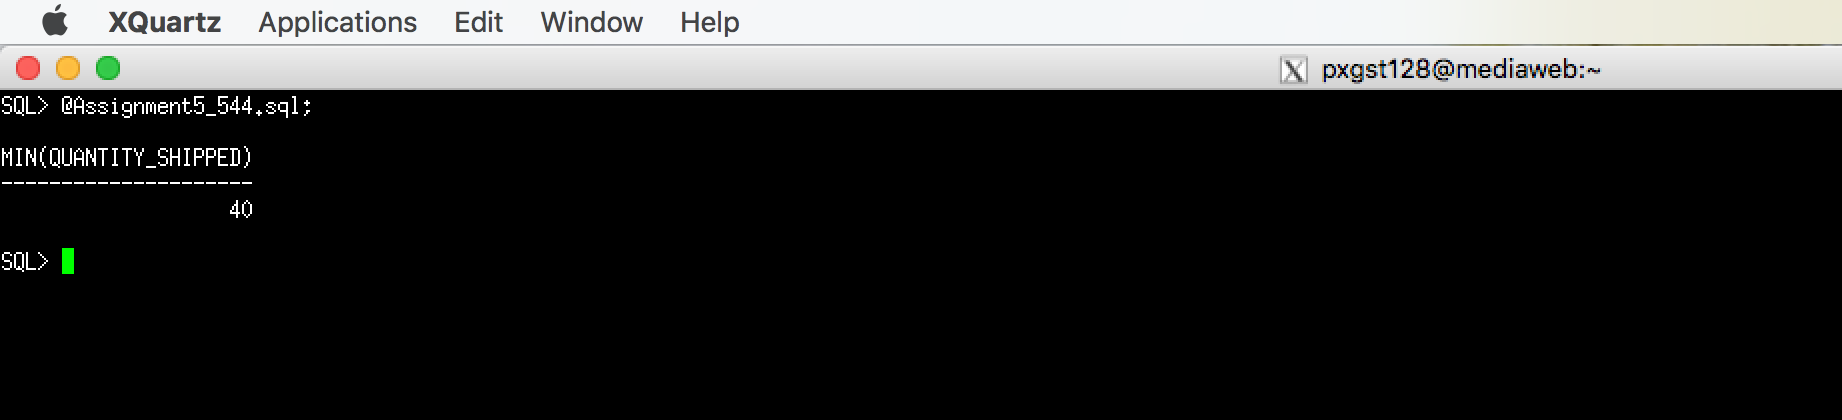 XQuartz Applications Edit Window Help
X pxgst128@mediaweb:~
SQL> @Assignment5_544.sql;
MIN(QUANTITY_SHIPPED)
---------------------
40
SQL>